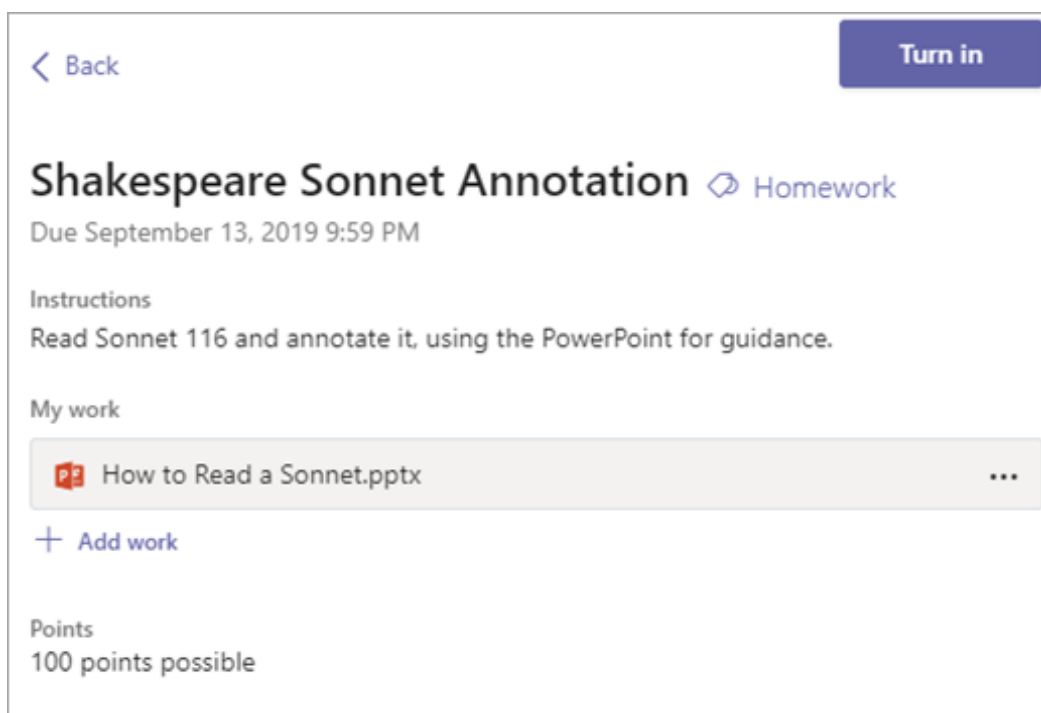 Back
Turn in
Shakespeare Sonnet Annotation Homework
Due September 13, 2019 9:59 PM
Instructions
Read Sonnet 116 and annotate it, using the PowerPoint for guidance.
My work
How to Read a Sonnet.pptx
Add work
Points
100 points possible